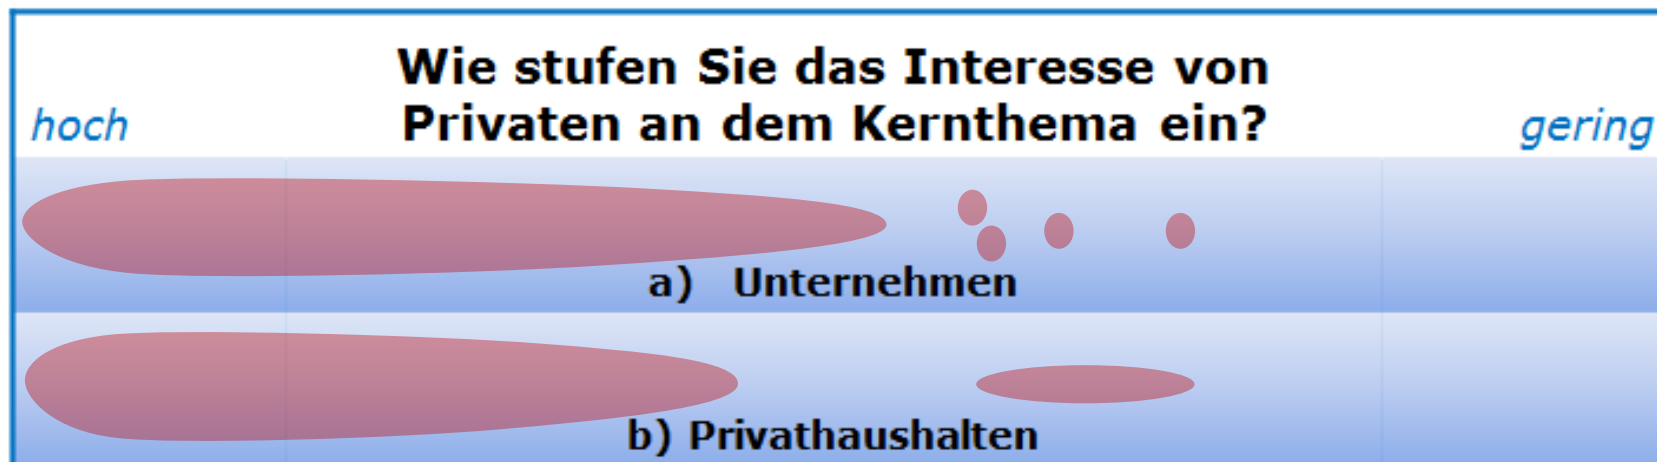 Wie stufen Sie das Interesse von
hoch Privaten an dem Kernthema ein? gering
a) Unternehmen
b) Privathaushalten